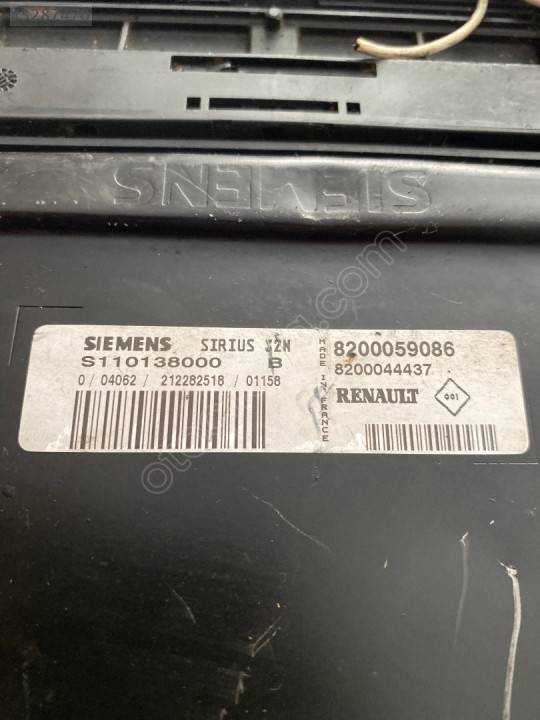 SIEMENS
SIEMENS SIRIUS 32N
S110138000 B
0 / 04062 / 212282518 / 01158
MADE IN FRANCE
8200059086
8200044437
RENAULT 001